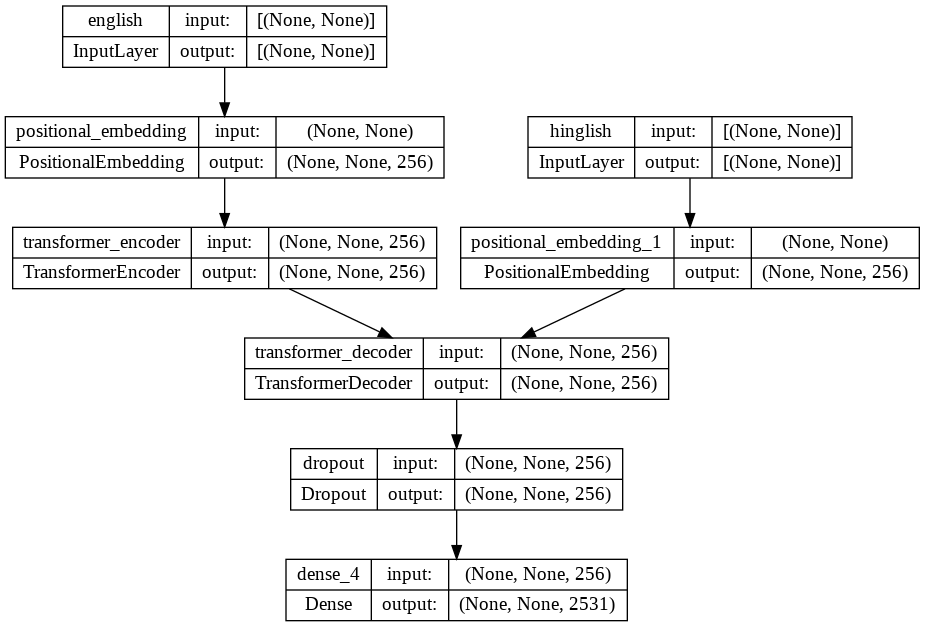 english input: [(None, None)]
InputLayer output: [(None, None)]
positional_embedding input: (None, None)
PositionalEmbedding output: (None, None, 256)
hinglish input: [(None, None)]
InputLayer output: [(None, None)]
transformer_encoder input: (None, None, 256)
TransformerEncoder output: (None, None, 256)
positional_embedding_1 input: (None, None)
PositionalEmbedding output: (None, None, 256)
transformer_decoder input: (None, None, 256)
TransformerDecoder output: (None, None, 256)
dropout input: (None, None, 256)
Dropout output: (None, None, 256)
dense_4 input: (None, None, 256)
Dense output: (None, None, 2531)